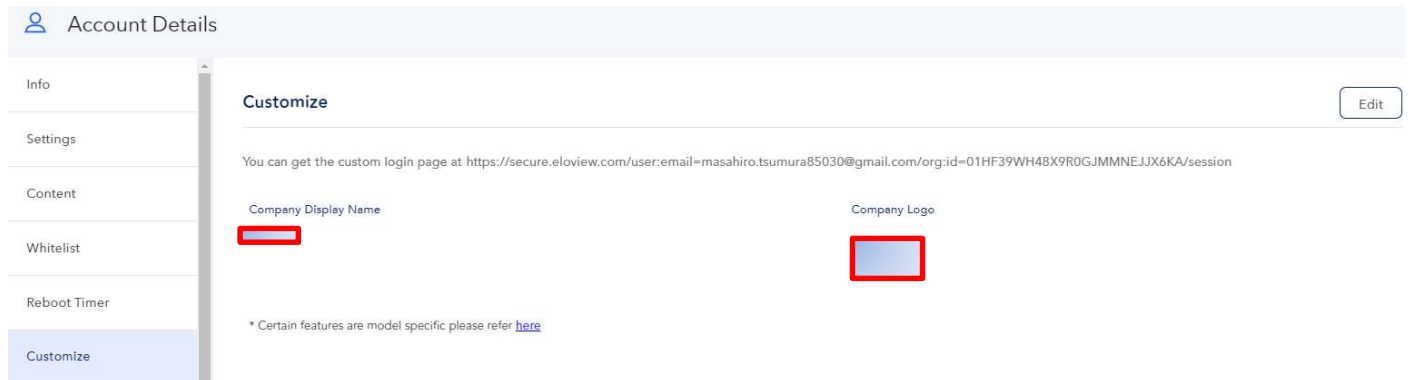 Account Details
Info
Settings
Content
Whitelist
Reboot Timer
Customize
Customize
Edit
You can get the custom login page at https://secure.eloview.com/user:email=masahiro.tsumura85030@gmail.com/org:id=01HF39WH48X9R0GJMMNEJJX6KA/session
Company Display Name
Company Logo
* Certain features are model specific please refer here